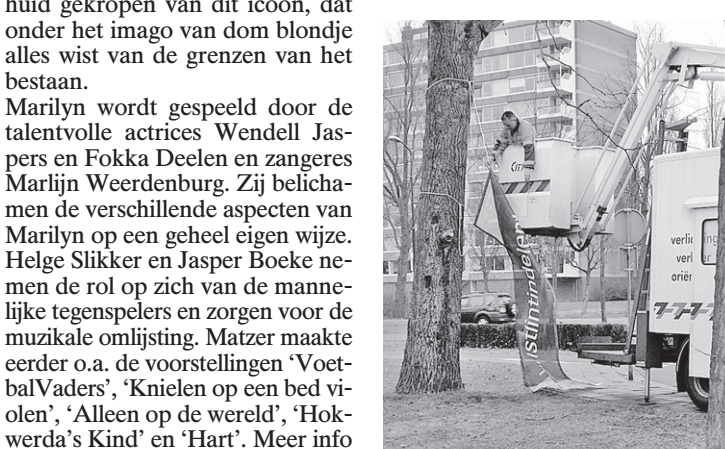 huid gekropen van dit icoon, dat
onder het imago van dom blondje
alles wist van de grenzen van het
bestaan.
Marilyn wordt gespeeld door de
talentvolle actrices Wendell Jas-
pers en Fokka Deelen en zangeres
Marlijn Weerdenburg. Zij belicha-
men de verschillende aspecten van
Marilyn op een geheel eigen wijze.
Helge Slikker en Jasper Boeke ne-
men de rol op zich van de manne-
lijke tegenspelers en zorgen voor de
muzikale omlijsting. Matzer maakte
eerder o.a. de voorstellingen ‘Voet-
balVaders’, ‘Knielen op een bed vi-
olen’, ‘Alleen op de wereld’, ‘Hok-
werda’s Kind’ en ‘Hart’. Meer info